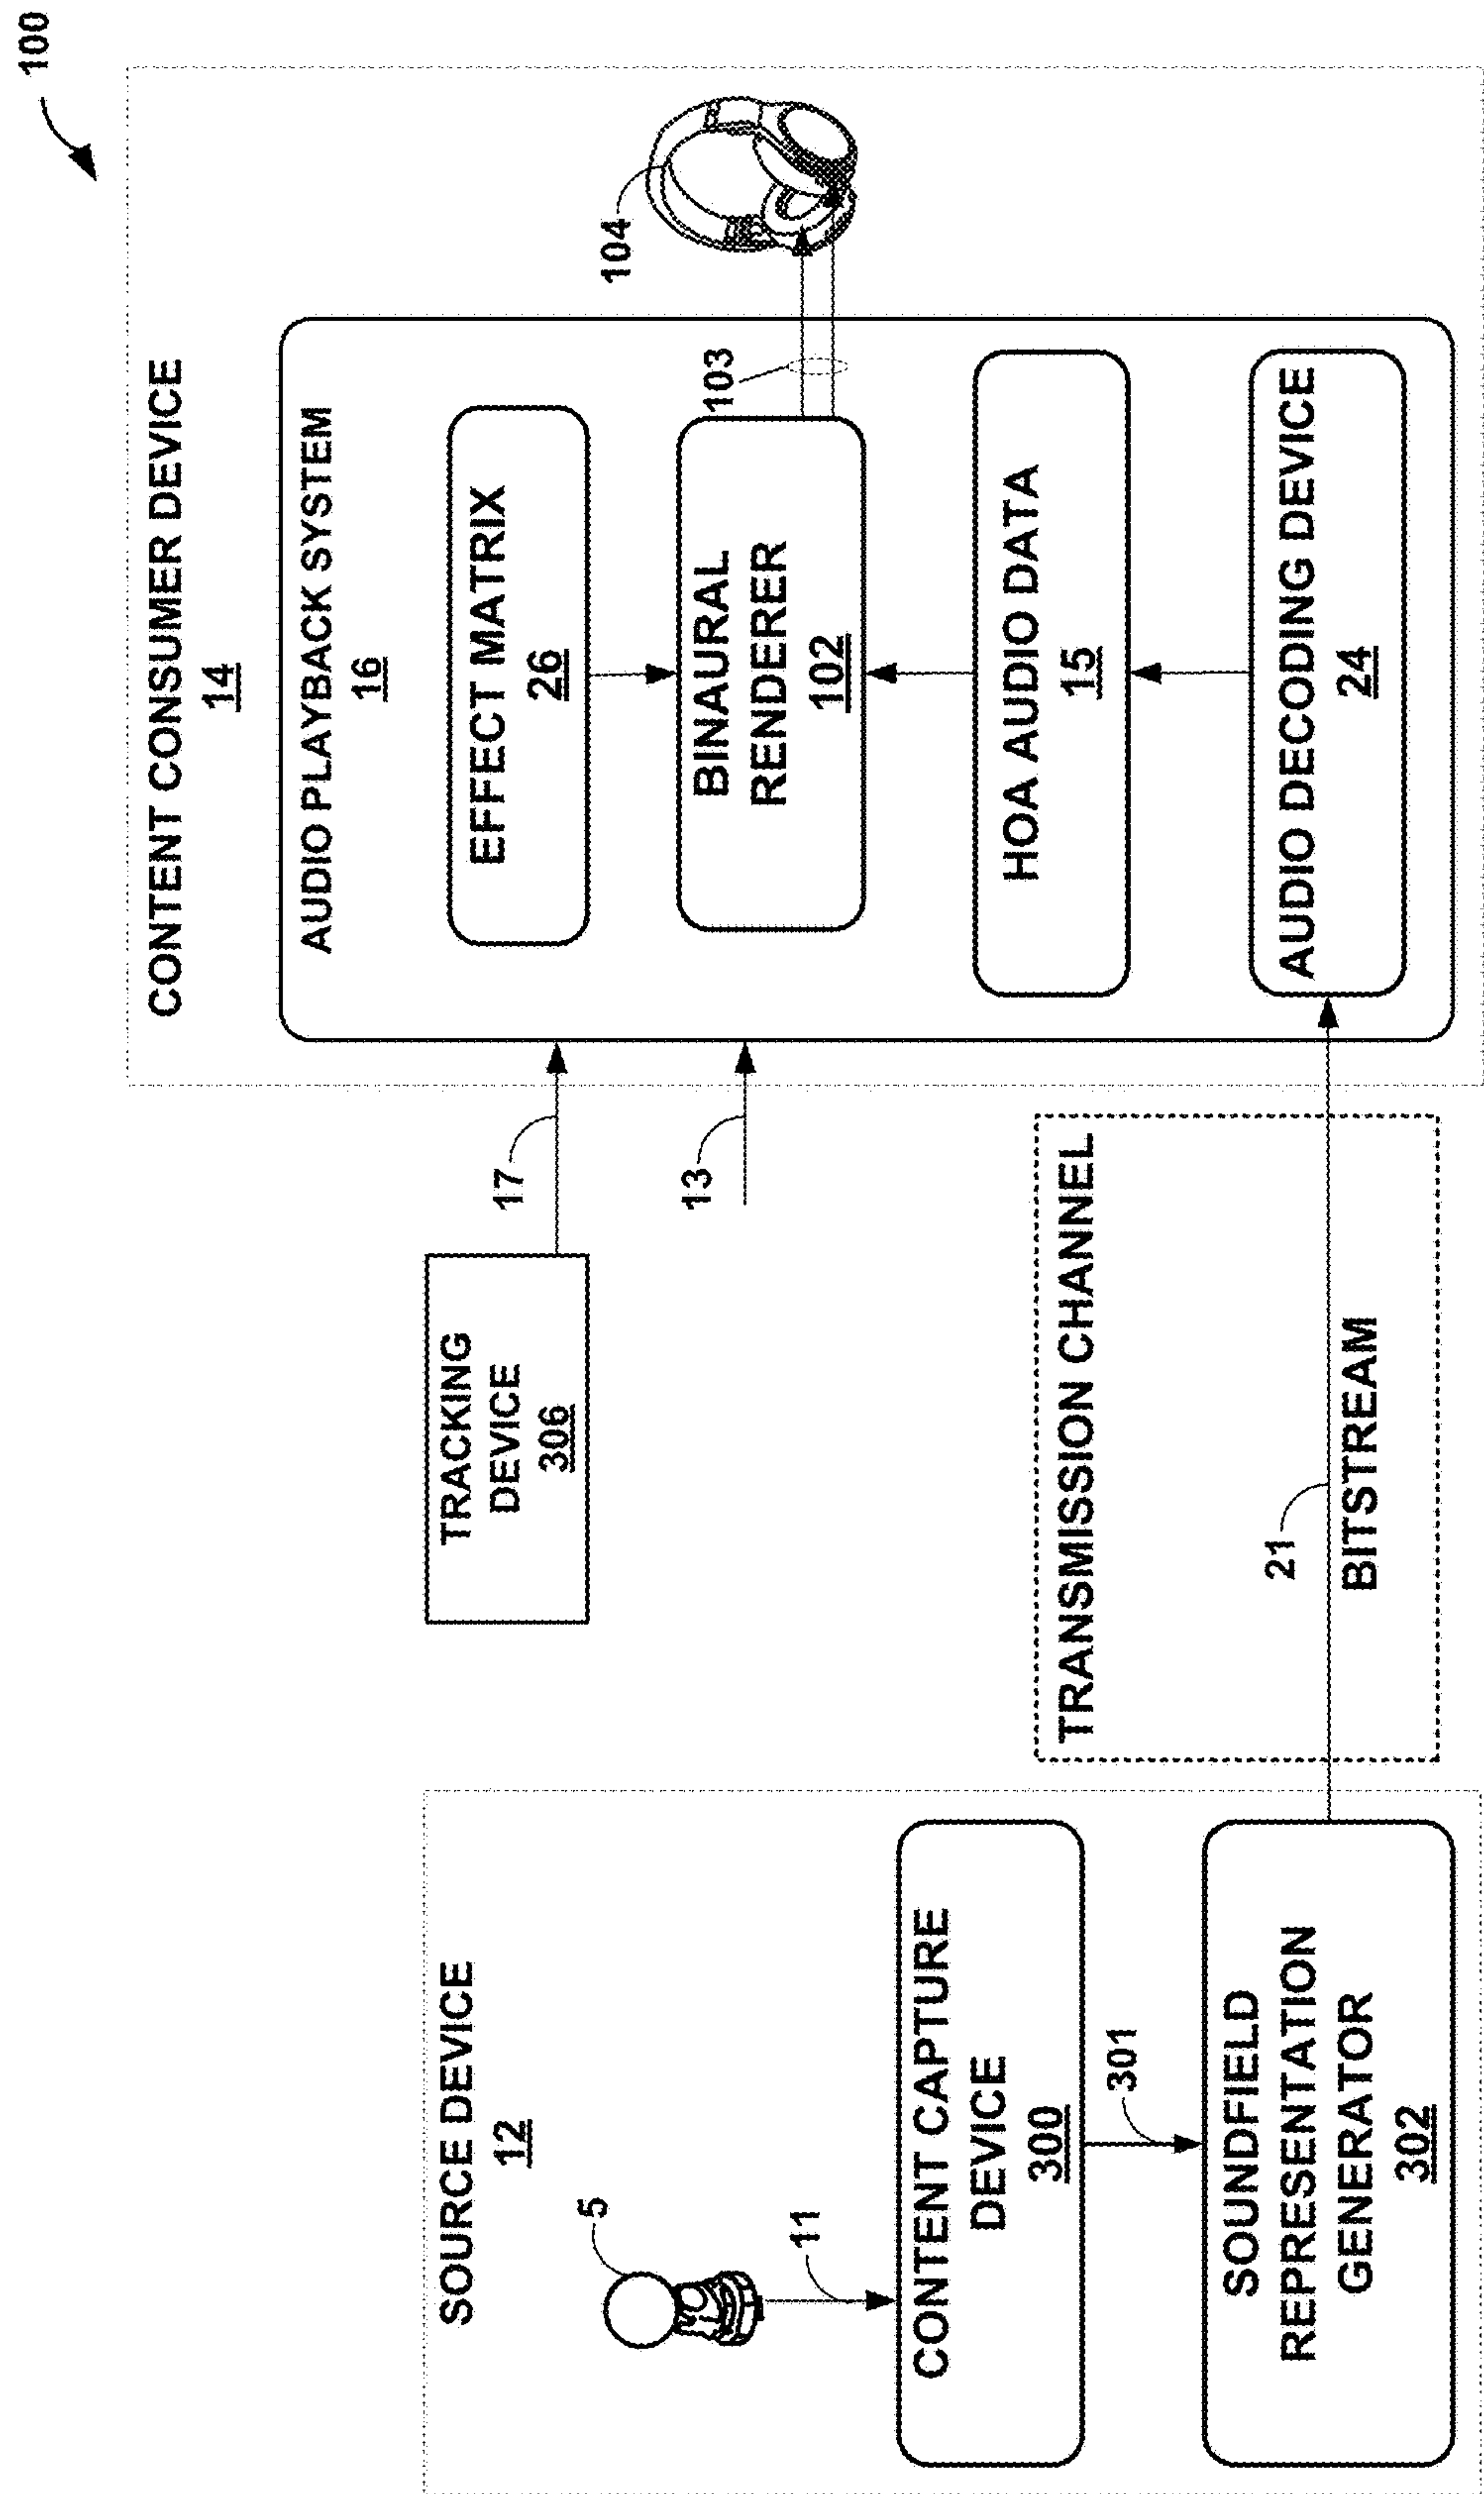 100
SOURCE DEVICE
12
5
11
CONTENT CAPTURE
DEVICE
300
301
SOUNDFIELD
REPRESENTATION
GENERATOR
302
TRACKING
DEVICE
306
17
13
TRANSMISSION CHANNEL
21
BITSTREAM
CONTENT CONSUMER DEVICE
14
AUDIO PLAYBACK SYSTEM
16
EFFECT MATRIX
26
BINAURAL
RENDERER
102
103
104
HOA AUDIO DATA
15
AUDIO DECODING DEVICE
24